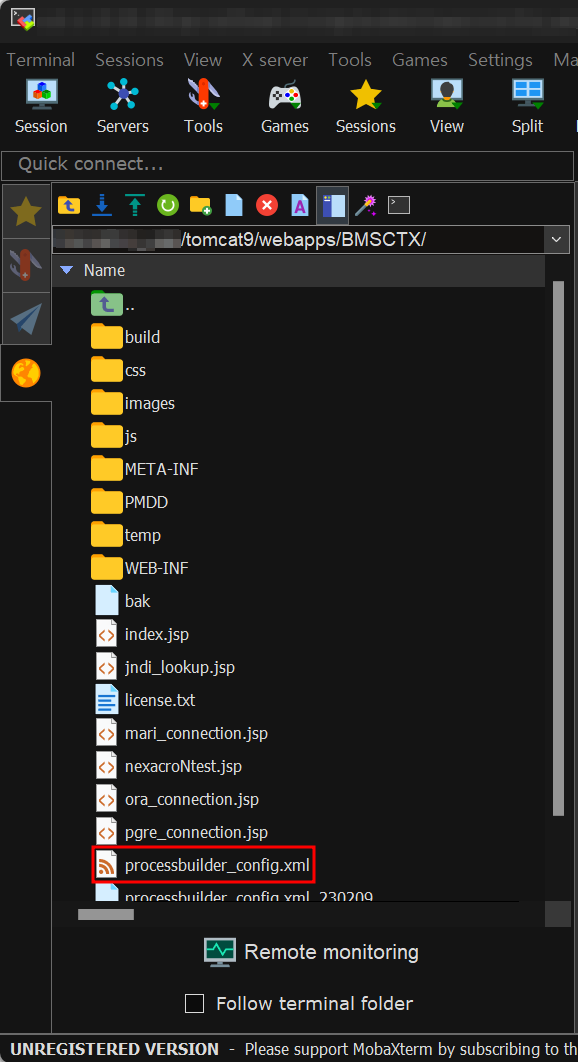 Terminal Sessions View X server Tools Games Settings Ma
Session Servers Tools Games Sessions View Split
Quick connect...
/tomcat9/webapps/BMSCTX/
Name
..
build
css
images
js
META-INF
PMDD
temp
WEB-INF
bak
index.jsp
jndi_lookup.jsp
license.txt
mari_connection.jsp
nexacroNtest.jsp
ora_connection.jsp
pgre_connection.jsp
processbuilder_config.xml
processbuilder_config.xml_230209
Remote monitoring
Follow terminal folder
UNREGISTERED VERSION - Please support MobaXterm by subscribing to th